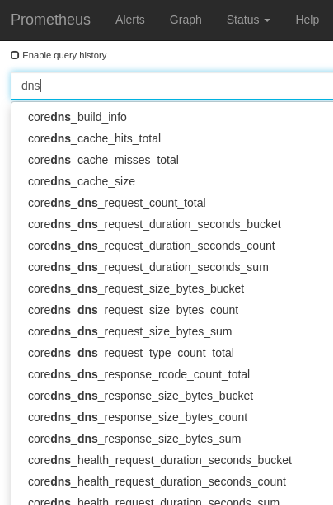 Prometheus Alerts Graph Status Help
Enable query history
dns
coredns_build_info
coredns_cache_hits_total
coredns_cache_misses_total
coredns_cache_size
coredns_dns_request_count_total
coredns_dns_request_duration_seconds_bucket
coredns_dns_request_duration_seconds_count
coredns_dns_request_duration_seconds_sum
coredns_dns_request_size_bytes_bucket
coredns_dns_request_size_bytes_count
coredns_dns_request_size_bytes_sum
coredns_dns_request_type_count_total
coredns_dns_response_rcode_count_total
coredns_dns_response_size_bytes_bucket
coredns_dns_response_size_bytes_count
coredns_dns_response_size_bytes_sum
coredns_health_request_duration_seconds_bucket
coredns_health_request_duration_seconds_count
coredns_health_request_duration_seconds_sum